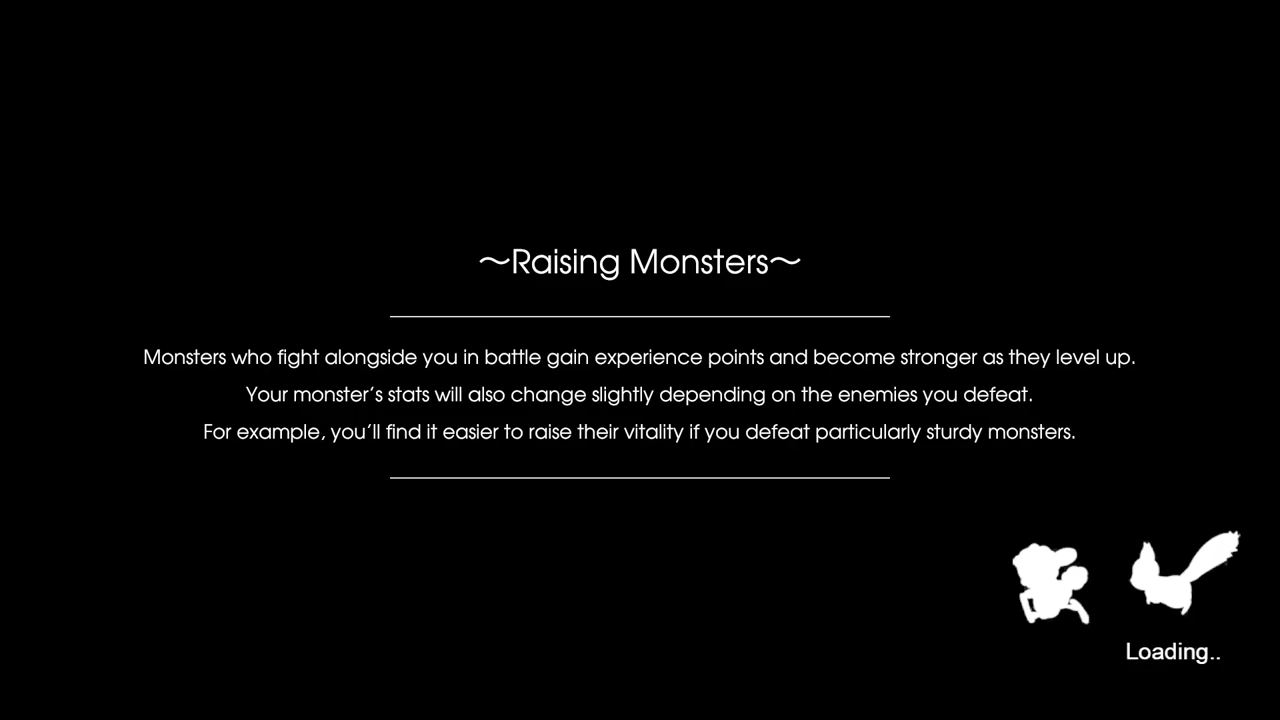 ～Raising Monsters～
Monsters who fight alongside you in battle gain experience points and become stronger as they level up.
Your monster’s stats will also change slightly depending on the enemies you defeat.
For example, you’ll find it easier to raise their vitality if you defeat particularly sturdy monsters.
Loading..